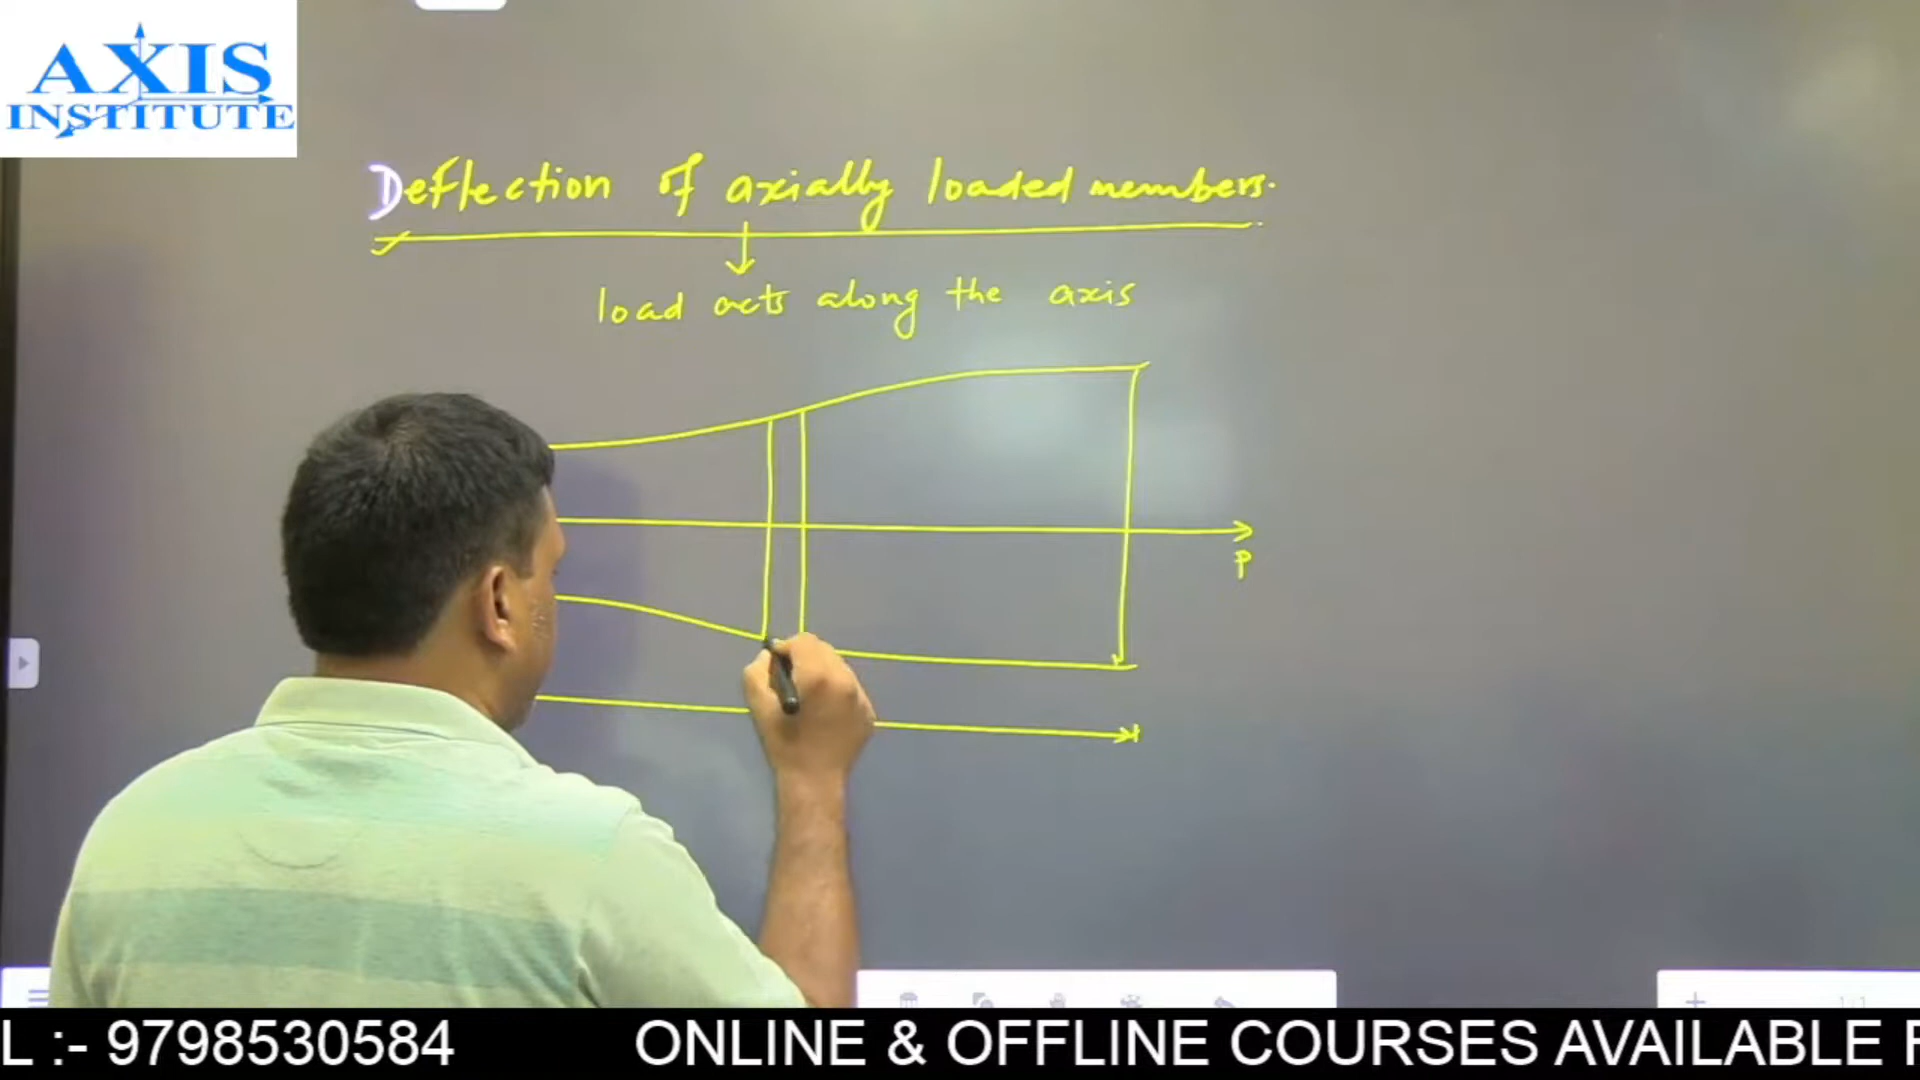 AXIS
INSTITUTE
Deflection of axially loaded members.
load acts along the axis
P
L :- 9798530584 ONLINE & OFFLINE COURSES AVAILABLE F